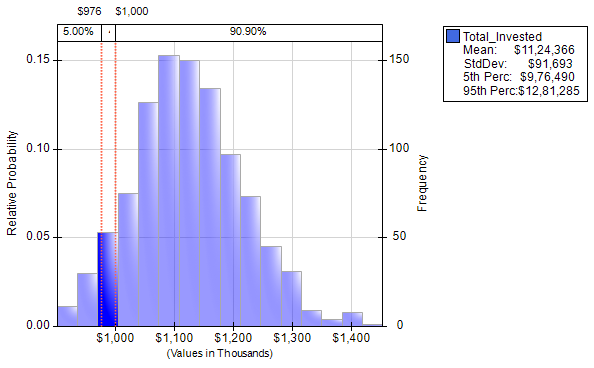 $976 $1,000
5.00% 90.90%
Total_Invested
Mean: $11,24,366
StdDev: $91,693
5th Perc: $9,76,490
95th Perc:$12,81,285
0.15
0.10
0.05
0.00
Relative Probability
150
100
50
0
Frequency
$1,000 $1,100 $1,200 $1,300 $1,400
(Values in Thousands)